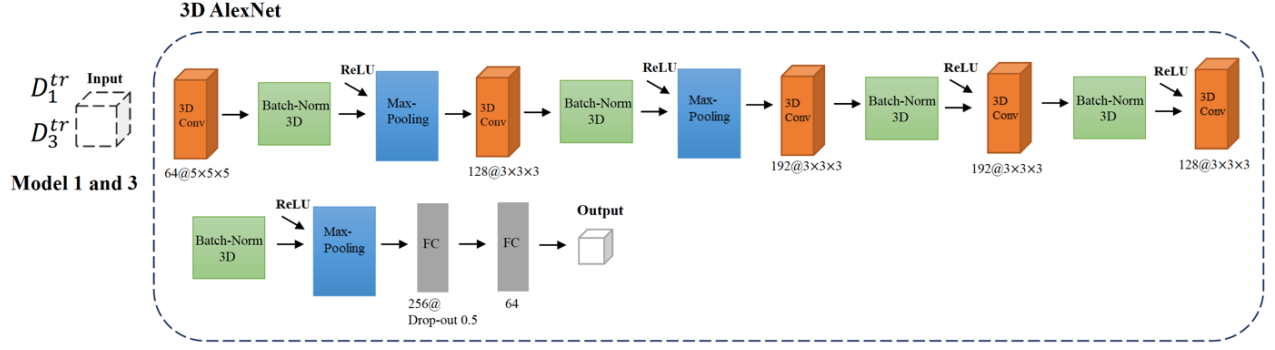 3D AlexNet
D₁ᵗʳ
D₃ᵗʳ
Input
Model 1 and 3
3D
Conv
64@5×5×5
Batch-Norm
3D
ReLU
Max-
Pooling
3D
Conv
128@3×3×3
Batch-Norm
3D
ReLU
Max-
Pooling
3D
Conv
192@3×3×3
Batch-Norm
3D
ReLU
3D
Conv
192@3×3×3
Batch-Norm
3D
ReLU
3D
Conv
128@3×3×3
Batch-Norm
3D
ReLU
Max-
Pooling
FC
256@
Drop-out 0.5
FC
64
Output